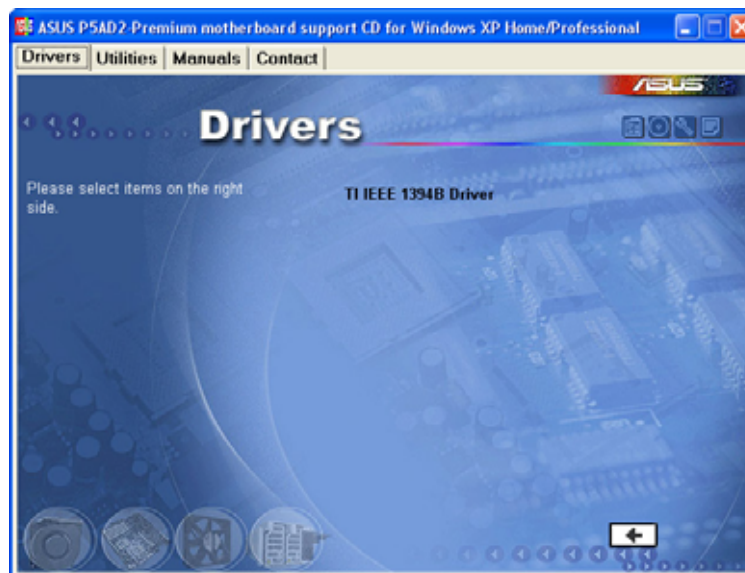 ASUS P5AD2-Premium motherboard support CD for Windows XP Home/Professional
Drivers Utilities Manuals Contact
ASUS
Drivers
Please select items on the right
side.
TI IEEE 1394B Driver